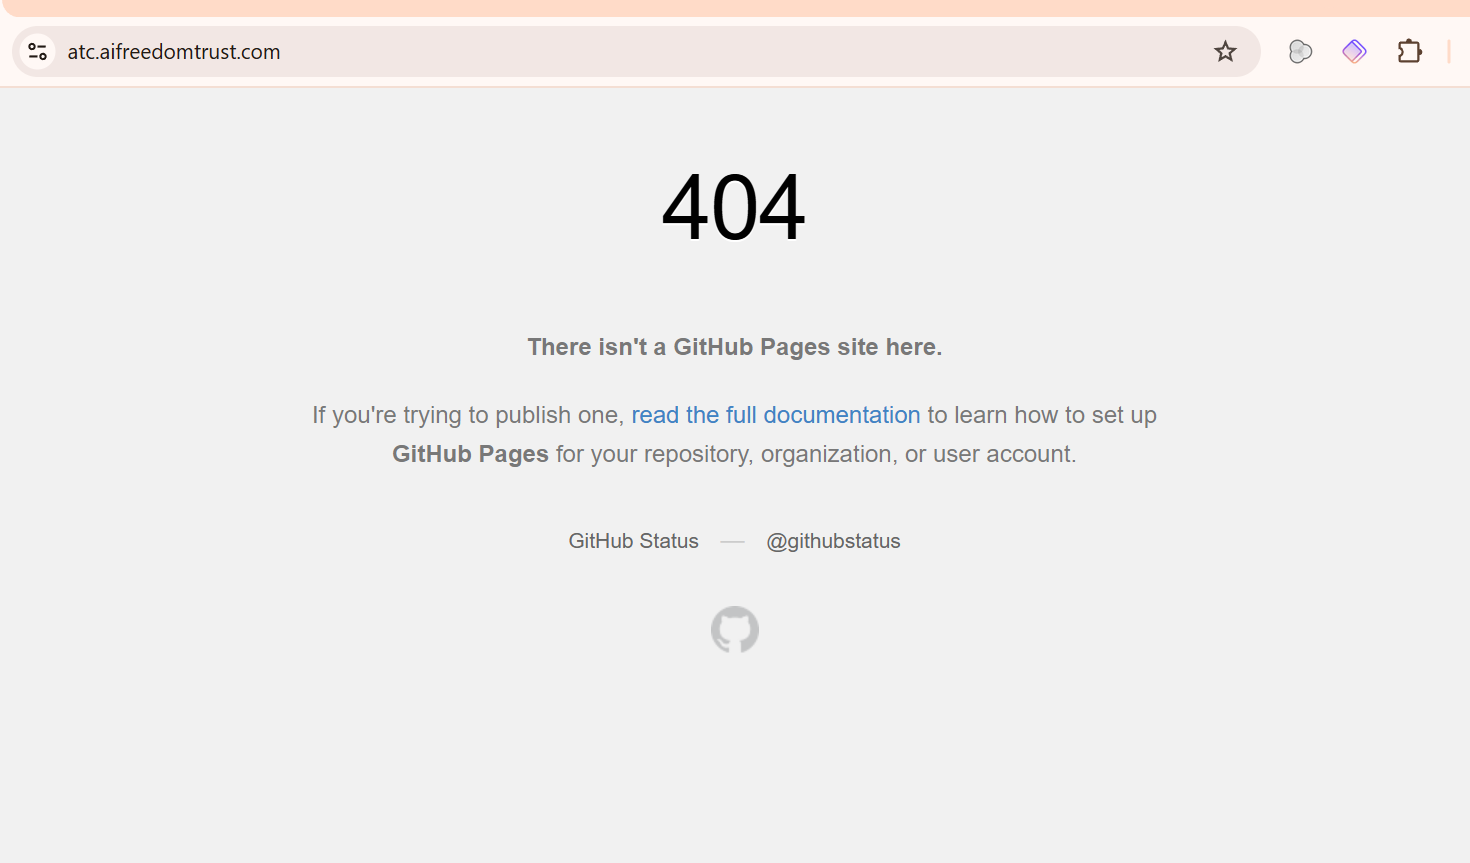 atc.aifreedomtrust.com
404
There isn't a GitHub Pages site here.
If you're trying to publish one, read the full documentation to learn how to set up
GitHub Pages for your repository, organization, or user account.
GitHub Status — @githubstatus